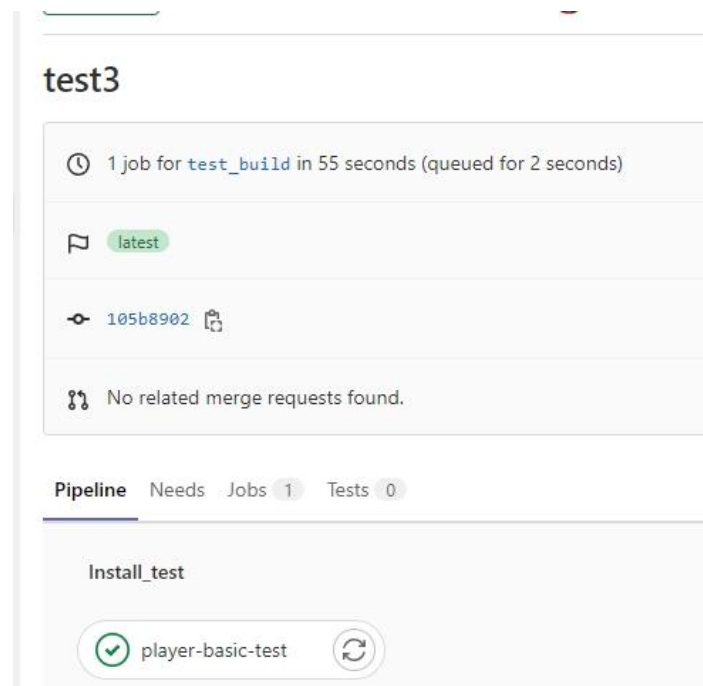 test3
1 job for test_build in 55 seconds (queued for 2 seconds)
latest
105b8902
No related merge requests found.
Pipeline Needs Jobs 1 Tests 0
Install_test
player-basic-test